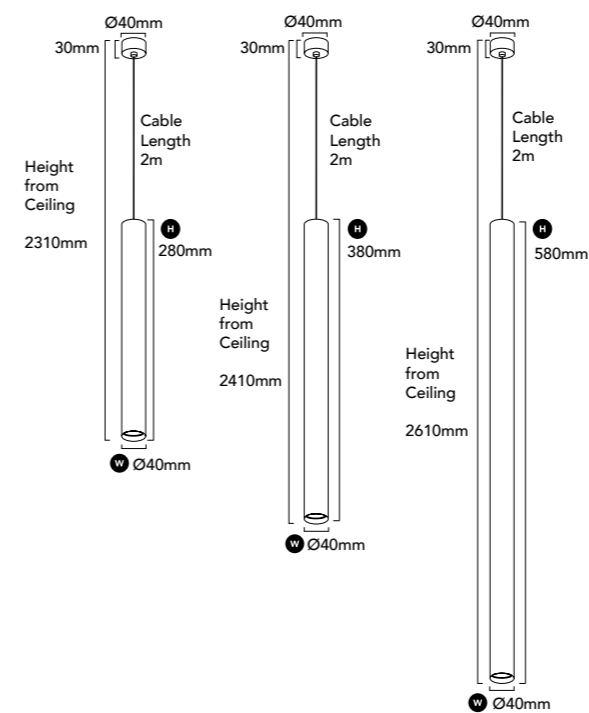 Ø40mm
30mm
Cable
Length
2m
Height
from
Ceiling
2310mm
H
280mm
W Ø40mm
Ø40mm
30mm
Cable
Length
2m
H
380mm
Height
from
Ceiling
2410mm
W Ø40mm
Ø40mm
30mm
Cable
Length
2m
H
580mm
Height
from
Ceiling
2610mm
W Ø40mm